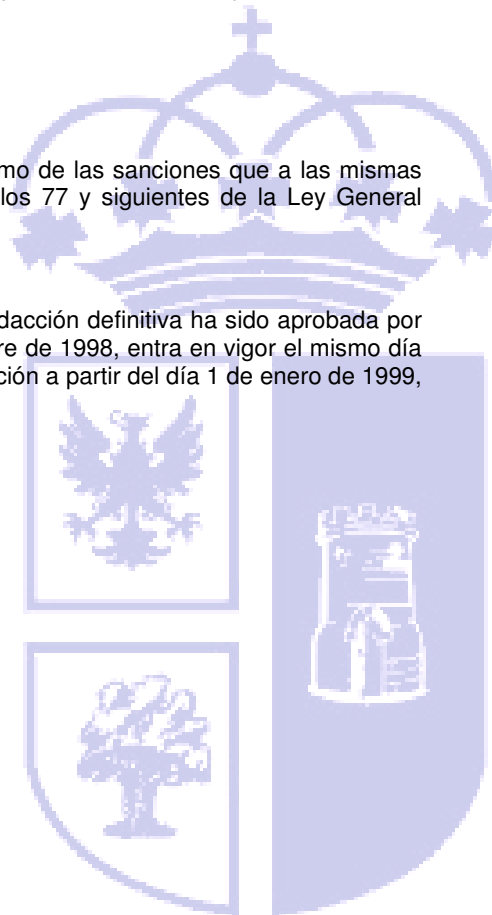 mo de las sanciones que a las mismas
los 77 y siguientes de la Ley General
dacción definitiva ha sido aprobada por
re de 1998, entra en vigor el mismo día
ción a partir del día 1 de enero de 1999,